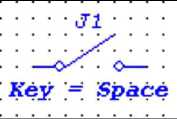 J1
Key = Space